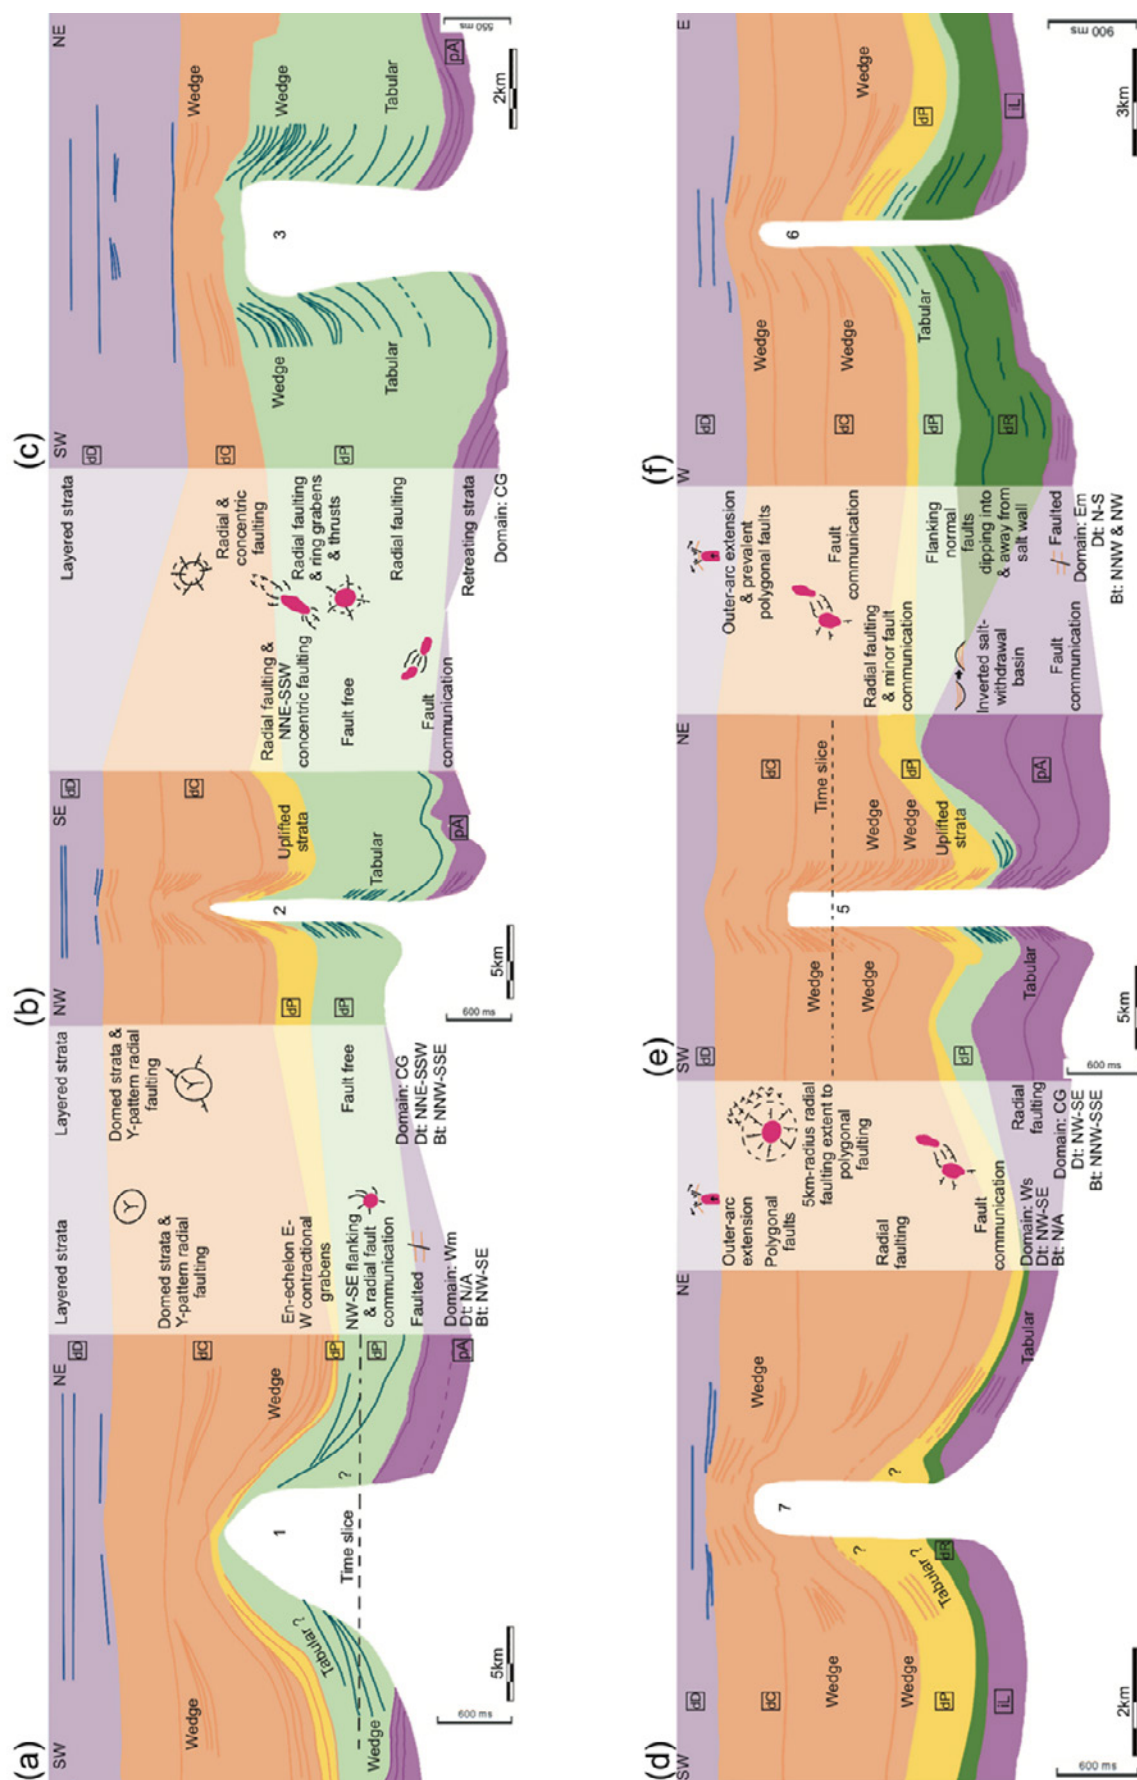 (a)
SW
NE
dD
dC
dP
dP
pA
Wedge
Wedge
Wedge
Tabular ?
?
1
Time slice
5km
600 ms
Layered strata
Domed strata &
Y-pattern radial
faulting
En-echelon E-
W contractional
grabens
NW-SE flanking
& radial fault
communication
Faulted
Domain: Wm
Dt: N/A
Bt: NW-SE
Layered strata
Domed strata &
Y-pattern radial
faulting
Fault free
Domain: CG
Dt: NNE-SSW
Bt: NNW-SSE
(b)
NW
SE
dD
dC
dP
dP
pA
2
Uplifted
strata
Tabular
5km
600 ms
Radial faulting &
NNE-SSW
concentric faulting
Fault free
Fault
communication
Layered strata
Radial &
concentric
faulting
Radial faulting
& ring grabens
& thrusts
Radial faulting
Retreating strata
Domain: CG
(c)
SW
NE
dD
dC
dP
pA
Wedge
Wedge
Wedge
Tabular
Tabular
3
2km
550 ms
(d)
SW
NE
dD
dC
dP
dR
iL
Wedge
Wedge
Wedge
Tabular ?
?
?
Tabular
7
2km
600 ms
Outer-arc
extension
Polygonal
faults
Radial
faulting
Fault
communication
Domain: Ws
Dt: NW-SE
Bt: N/A
5km-radius radial
faulting extent to
polygonal
faulting
Radial
faulting
Domain: CG
Dt: NW-SE
Bt: NNW-SSE
(e)
SW
NE
dD
dC
dP
dP
pA
Wedge
Wedge
Wedge
Wedge
Uplifted
strata
Tabular
Time slice
5
5km
600 ms
Radial faulting
& minor fault
communication
Inverted salt-
withdrawal
basin
Fault
communication
Outer-arc extension
& prevalent
polygonal faults
Fault
communication
Flanking
normal
faults
dipping into
& away from
salt wall
Faulted
Domain: Em
Dt: N-S
Bt: NNW & NW
(f)
W
E
dD
dC
dP
dP
dR
iL
Wedge
Wedge
Wedge
Tabular
6
3km
900 ms